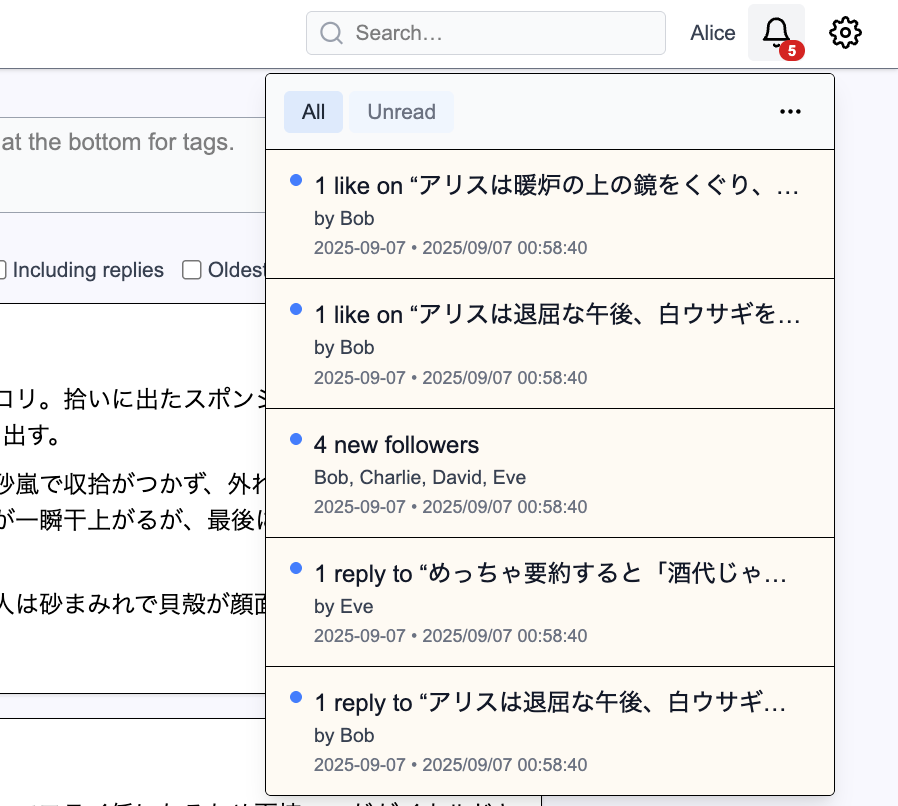 Search…
Alice
5
All
Unread
…
at the bottom for tags.
Including replies
Oldest
コリ。拾いに出たスポンジ
出す。
砂嵐で収拾がつかず、外れ
が一瞬干上がるが、最後に
人は砂まみれで貝殻が顔面
1 like on “アリスは暖炉の上の鏡をくぐり、…
by Bob
2025-09-07 • 2025/09/07 00:58:40
1 like on “アリスは退屈な午後、白ウサギを…
by Bob
2025-09-07 • 2025/09/07 00:58:40
4 new followers
Bob, Charlie, David, Eve
2025-09-07 • 2025/09/07 00:58:40
1 reply to “めっちゃ要約すると「酒代じゃ…
by Eve
2025-09-07 • 2025/09/07 00:58:40
1 reply to “アリスは退屈な午後、白ウサギ…
by Bob
2025-09-07 • 2025/09/07 00:58:40